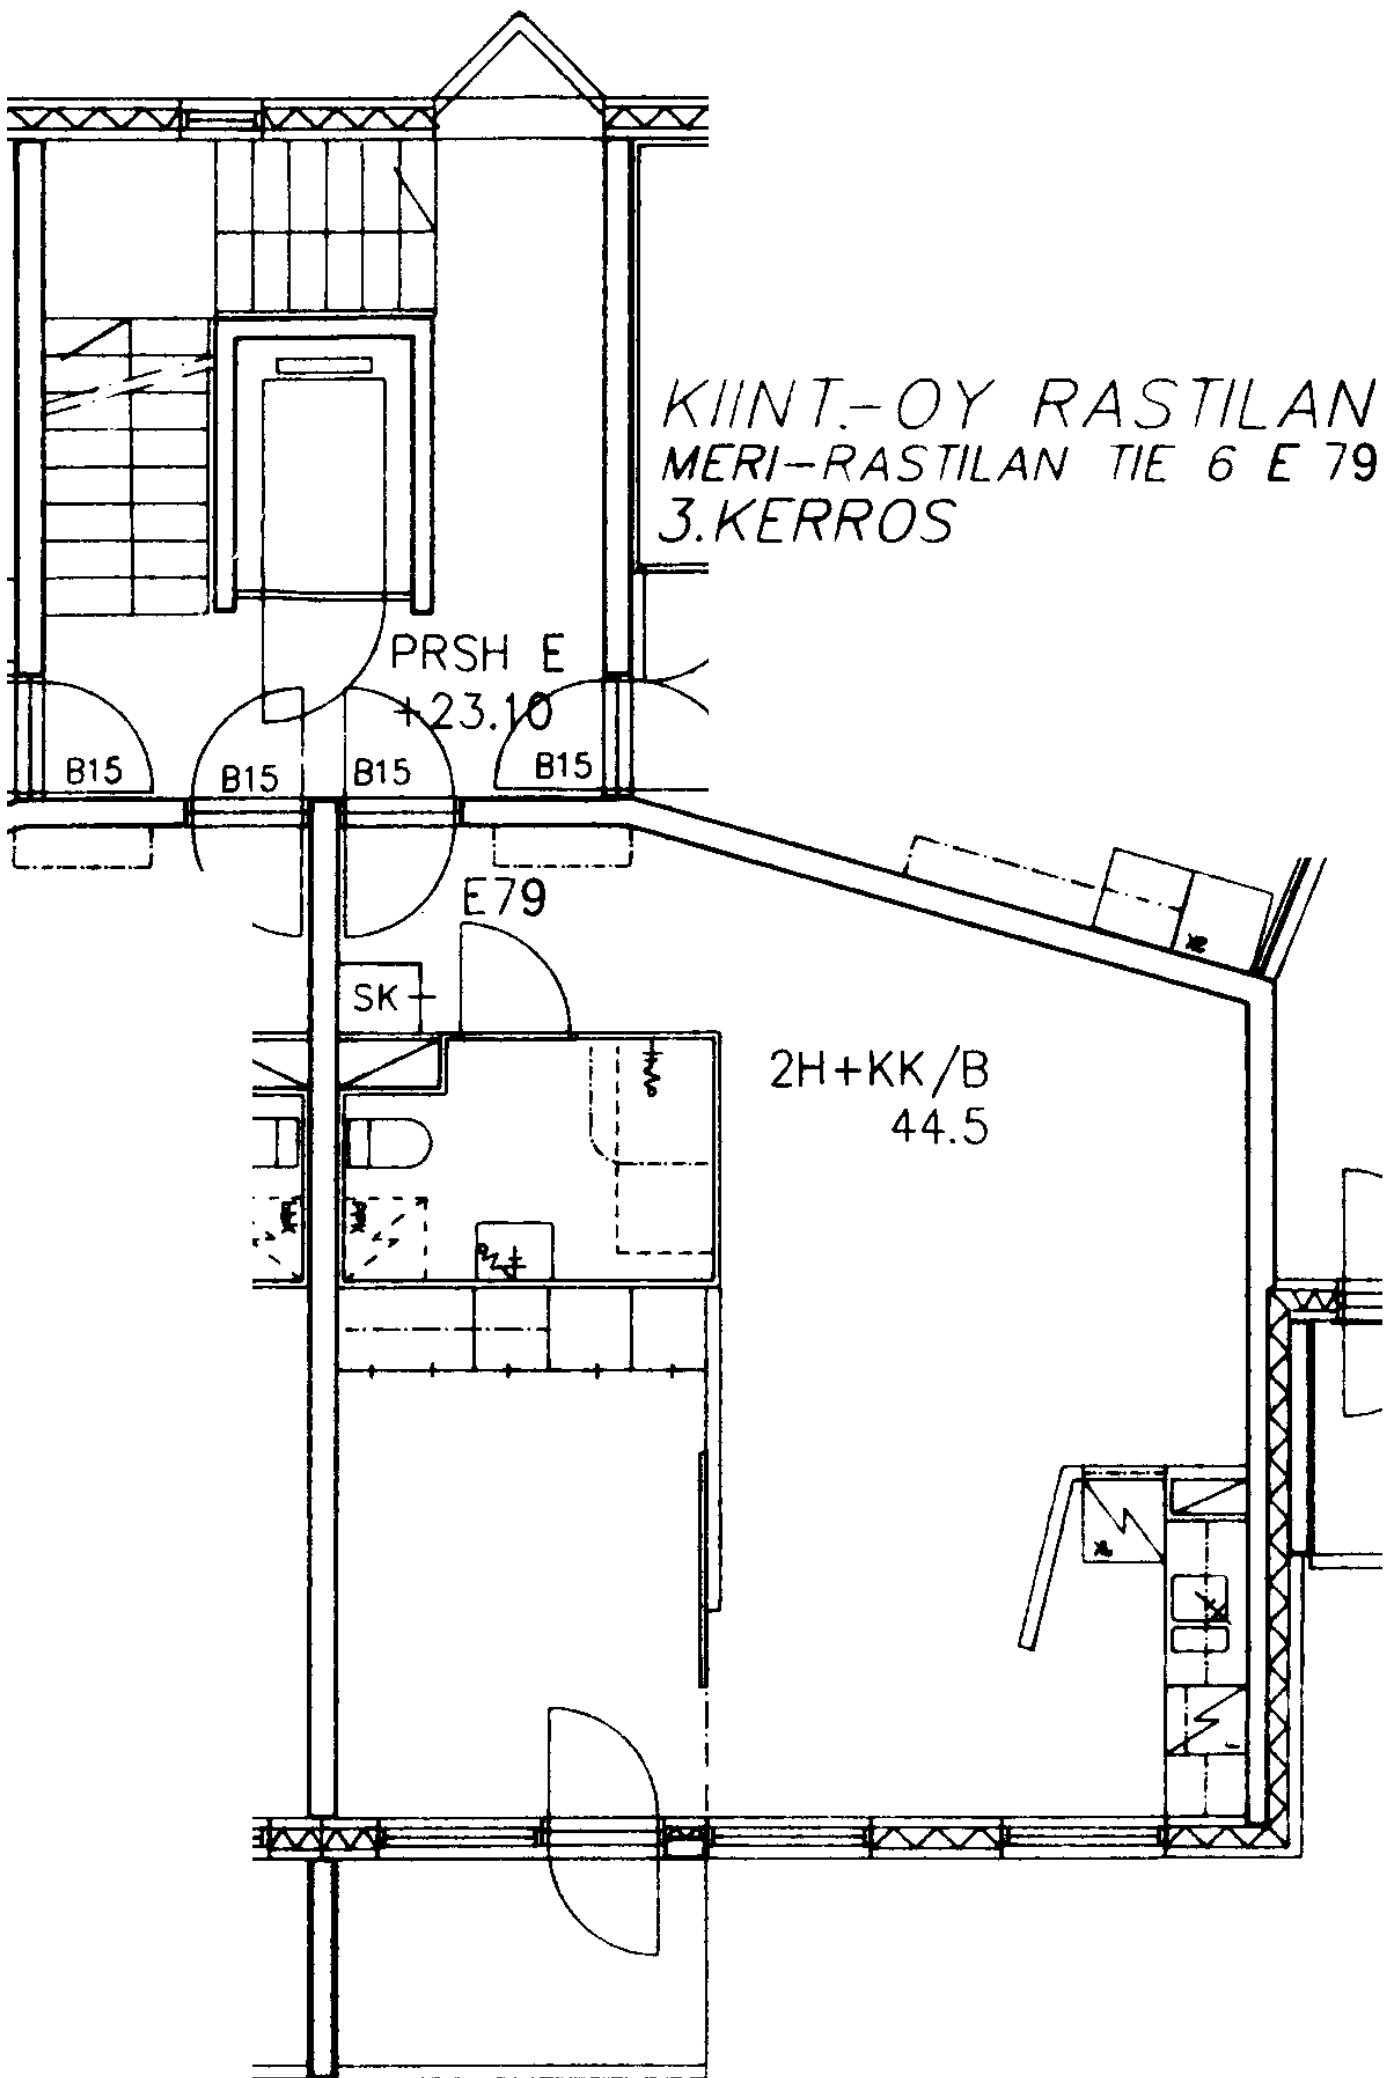 KIINT.-OY RASTILAN
MERI-RASTILAN TIE 6 E 79
3.KERROS
PRSH E
+23.10
B15
B15
B15
B15
E79
SK
2H+KK/B
44.5